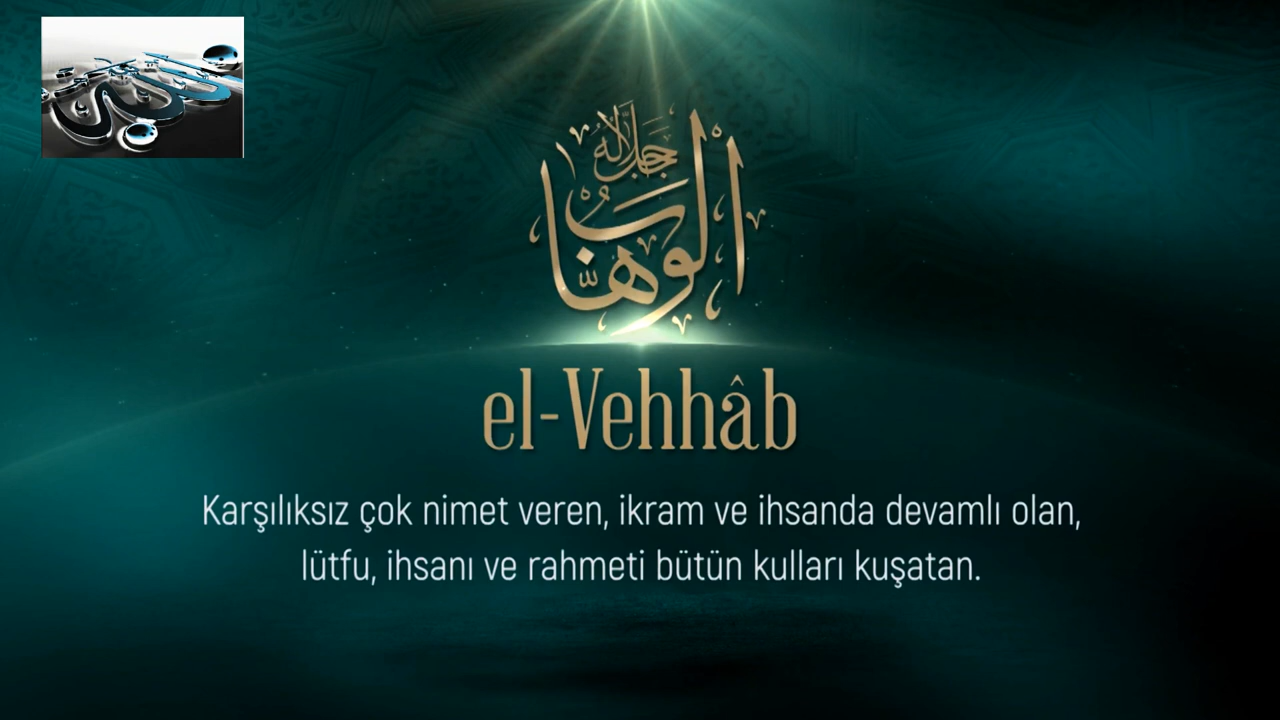 جل جلاله
الوهاب
el-Vehhâb
Karşılıksız çok nimet veren, ikram ve ihsanda devamlı olan,
lütfu, ihsanı ve rahmeti bütün kulları kuşatan.